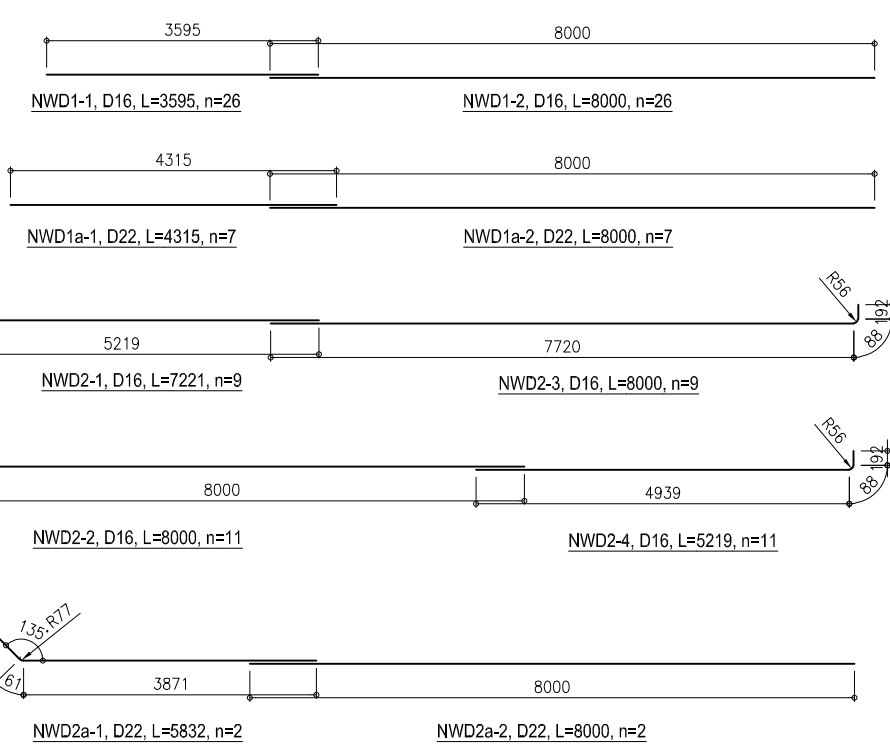 3595 8000
NWD1-1, D16, L=3595, n=26 NWD1-2, D16, L=8000, n=26
4315 8000
NWD1a-1, D22, L=4315, n=7 NWD1a-2, D22, L=8000, n=7
R56
192
88
5219 7720
NWD2-1, D16, L=7221, n=9 NWD2-3, D16, L=8000, n=9
R56
192
88
8000 4939
NWD2-2, D16, L=8000, n=11 NWD2-4, D16, L=5219, n=11
135° R77
61
3871 8000
NWD2a-1, D22, L=5832, n=2 NWD2a-2, D22, L=8000, n=2